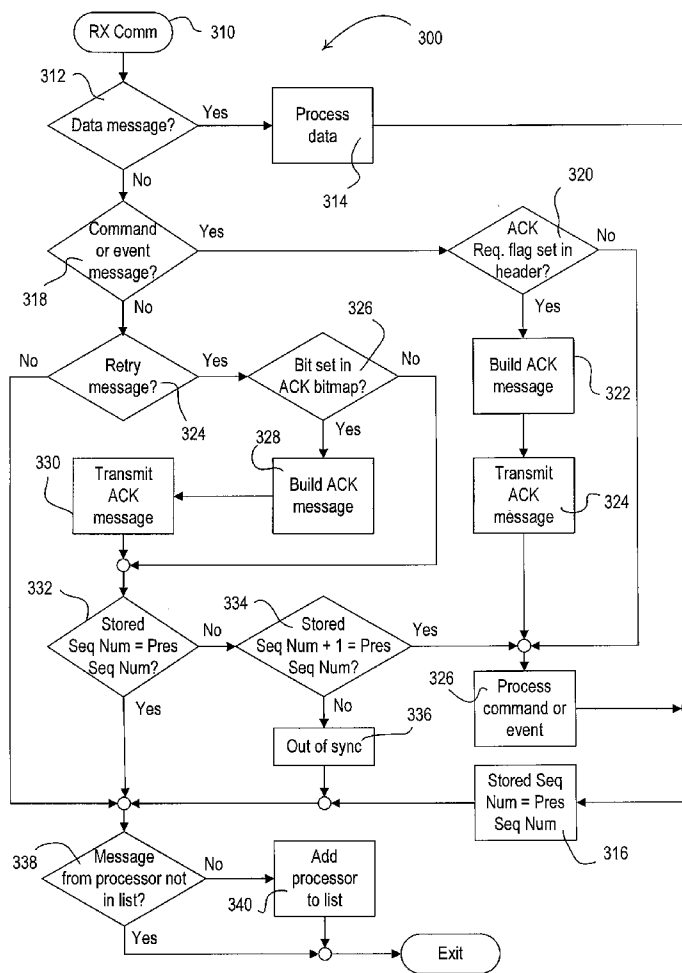 RX Comm
310
300
312
Data message?
Yes
Process
data
314
No
Command
or event
message?
318
Yes
ACK
Req. flag set in
header?
320
No
No
Yes
Build ACK
message
322
No
Retry
message?
324
Yes
Bit set in
ACK bitmap?
326
No
Yes
328
Build ACK
message
330
Transmit
ACK
message
Transmit
ACK
message
324
332
Stored
Seq Num = Pres
Seq Num?
No
334
Stored
Seq Num + 1 = Pres
Seq Num?
Yes
Yes
No
326
Process
command or
event
Out of sync
336
Stored Seq
Num = Pres
Seq Num
316
338
Message
from processor not
in list?
No
Add
processor
to list
340
Yes
Exit